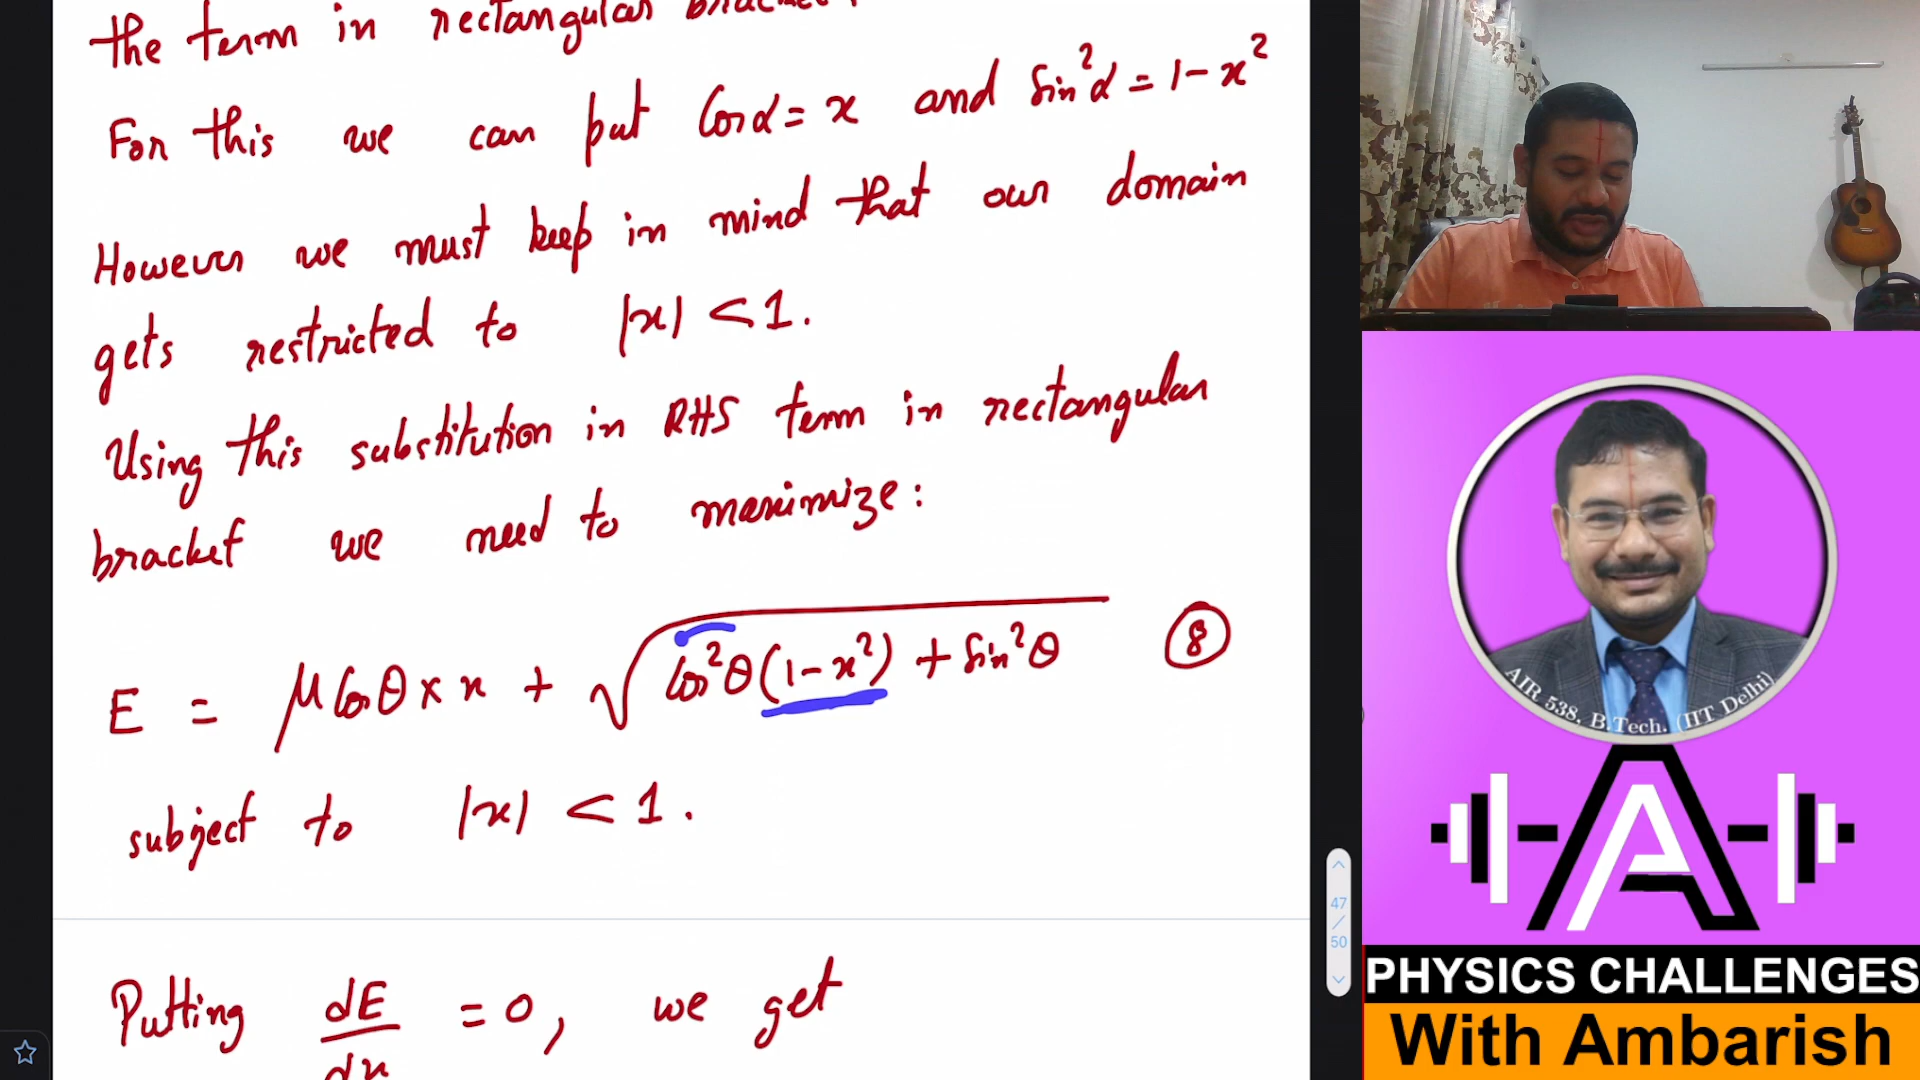 the term in rectangular bracket.
For this we can put Cosα = x and Sin²α = 1-x²
However we must keep in mind that our domain
gets restricted to |x| < 1.
Using this substitution in RHS term in rectangular
bracket we need to maximize:
E = μCosθ×x + √(Cos²θ(1-x²) + Sin²θ) ⑧
subject to |x| < 1.
Putting dE/dx = 0, we get
47
/
50
AIR 538, B.Tech. (IIT Delhi)
A
PHYSICS CHALLENGES
With Ambarish